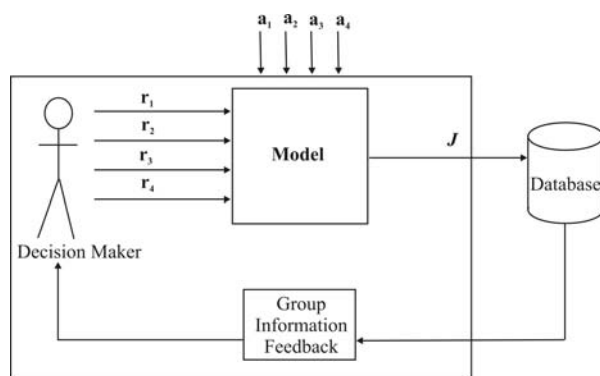 a₁ a₂ a₃ a₄
r₁
r₂
r₃
r₄
Model
J
Database
Decision Maker
Group
Information
Feedback